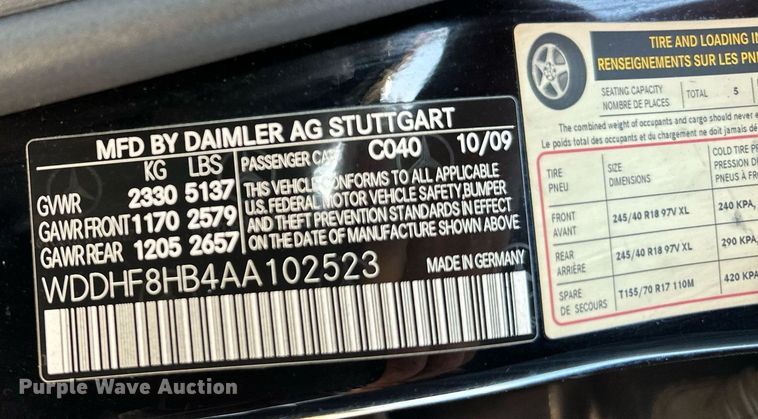 MFD BY DAIMLER AG STUTTGART
KG LBS PASSENGER CAR C040 10/09
GVWR 2330 5137
GAWR FRONT 1170 2579
GAWR REAR 1205 2657
THIS VEHICLE CONFORMS TO ALL APPLICABLE
U.S. FEDERAL MOTOR VEHICLE SAFETY, BUMPER
AND THEFT PREVENTION STANDARDS IN EFFECT
ON THE DATE OF MANUFACTURE SHOWN ABOVE
WDDHF8HB4AA102523 MADE IN GERMANY
TIRE AND LOADING
RENSEIGNEMENTS SUR LES
SEATING CAPACITY
NOMBRE DE PLACES
TOTAL 5
The combined weight of occupants and cargo should never
Le poids total des occupants et du chargement ne doit jamais
TIRE
PNEU
SIZE
DIMENSIONS
COLD TIRE
PRESSION
PNEUS À
FRONT
AVANT
245/40 R18 97V XL
240 KPA,
REAR
ARRIÈRE
245/40 R18 97V XL
290 KPA,
SPARE
DE SECOURS
T155/70 R17 110M
420 KPA
Purple Wave Auction